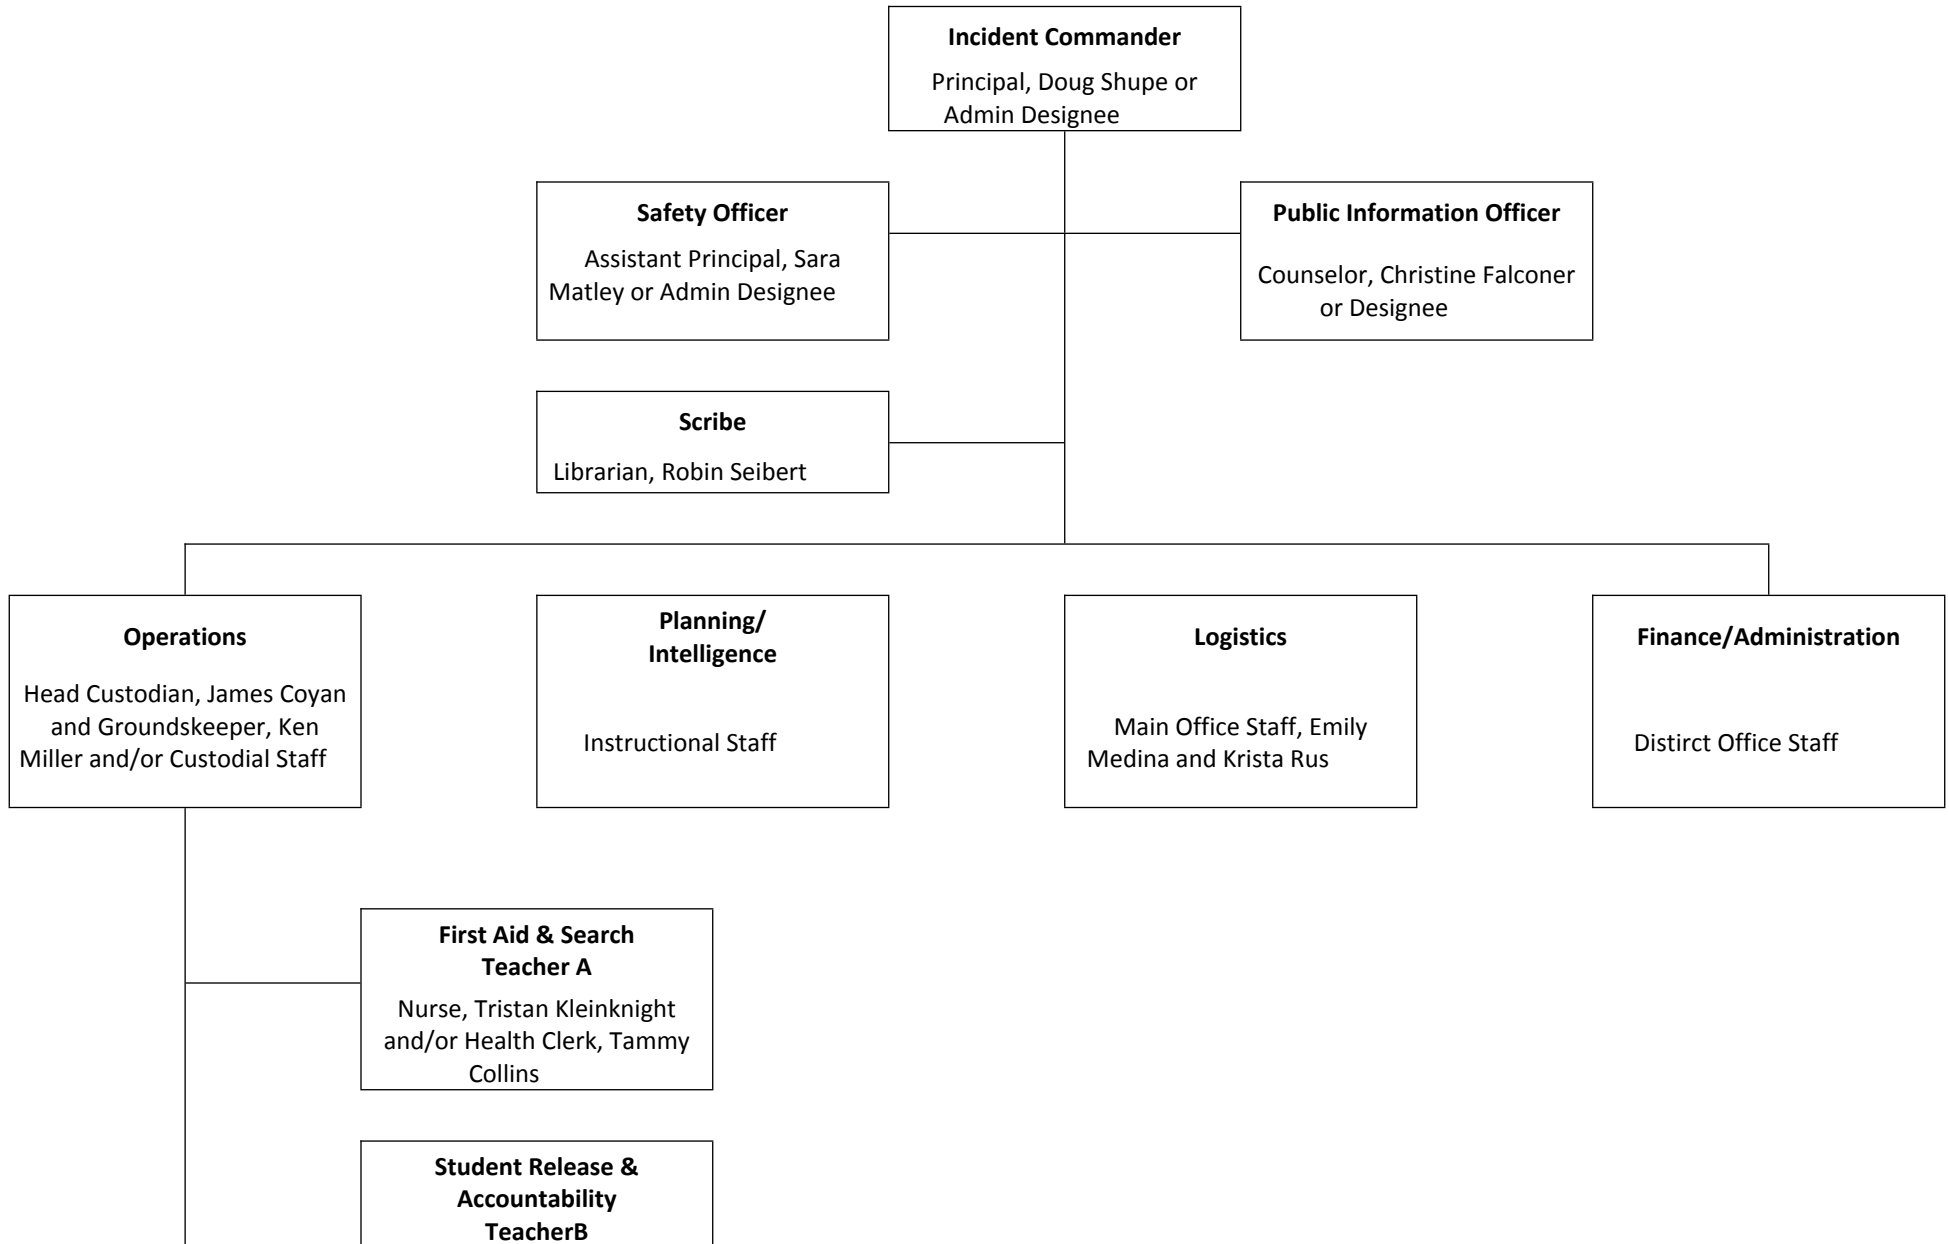 Incident Commander
Principal, Doug Shupe or
Admin Designee
Safety Officer
Assistant Principal, Sara
Matley or Admin Designee
Public Information Officer
Counselor, Christine Falconer
or Designee
Scribe
Librarian, Robin Seibert
Operations
Head Custodian, James Coyan
and Groundskeeper, Ken
Miller and/or Custodial Staff
Planning/
Intelligence
Instructional Staff
Logistics
Main Office Staff, Emily
Medina and Krista Rus
Finance/Administration
Distirct Office Staff
First Aid & Search
Teacher A
Nurse, Tristan Kleinknight
and/or Health Clerk, Tammy
Collins
Student Release &
Accountability
TeacherB